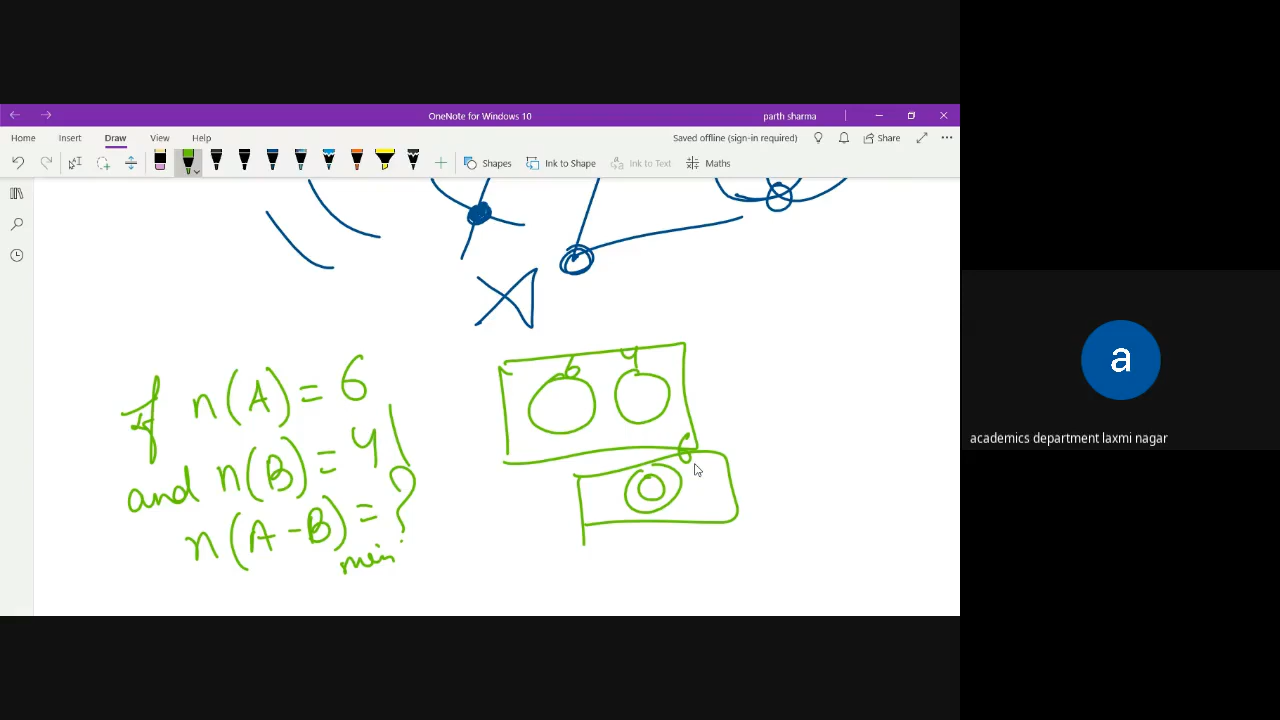 OneNote for Windows 10
parth sharma
Home Insert Draw View Help
Saved offline (sign-in required)
Share
Shapes
Ink to Shape
Ink to Text
Maths
If n(A) = 6
and n(B) = 4
n(A-B) = ?
min
6 4
6
a
academics department laxmi nagar